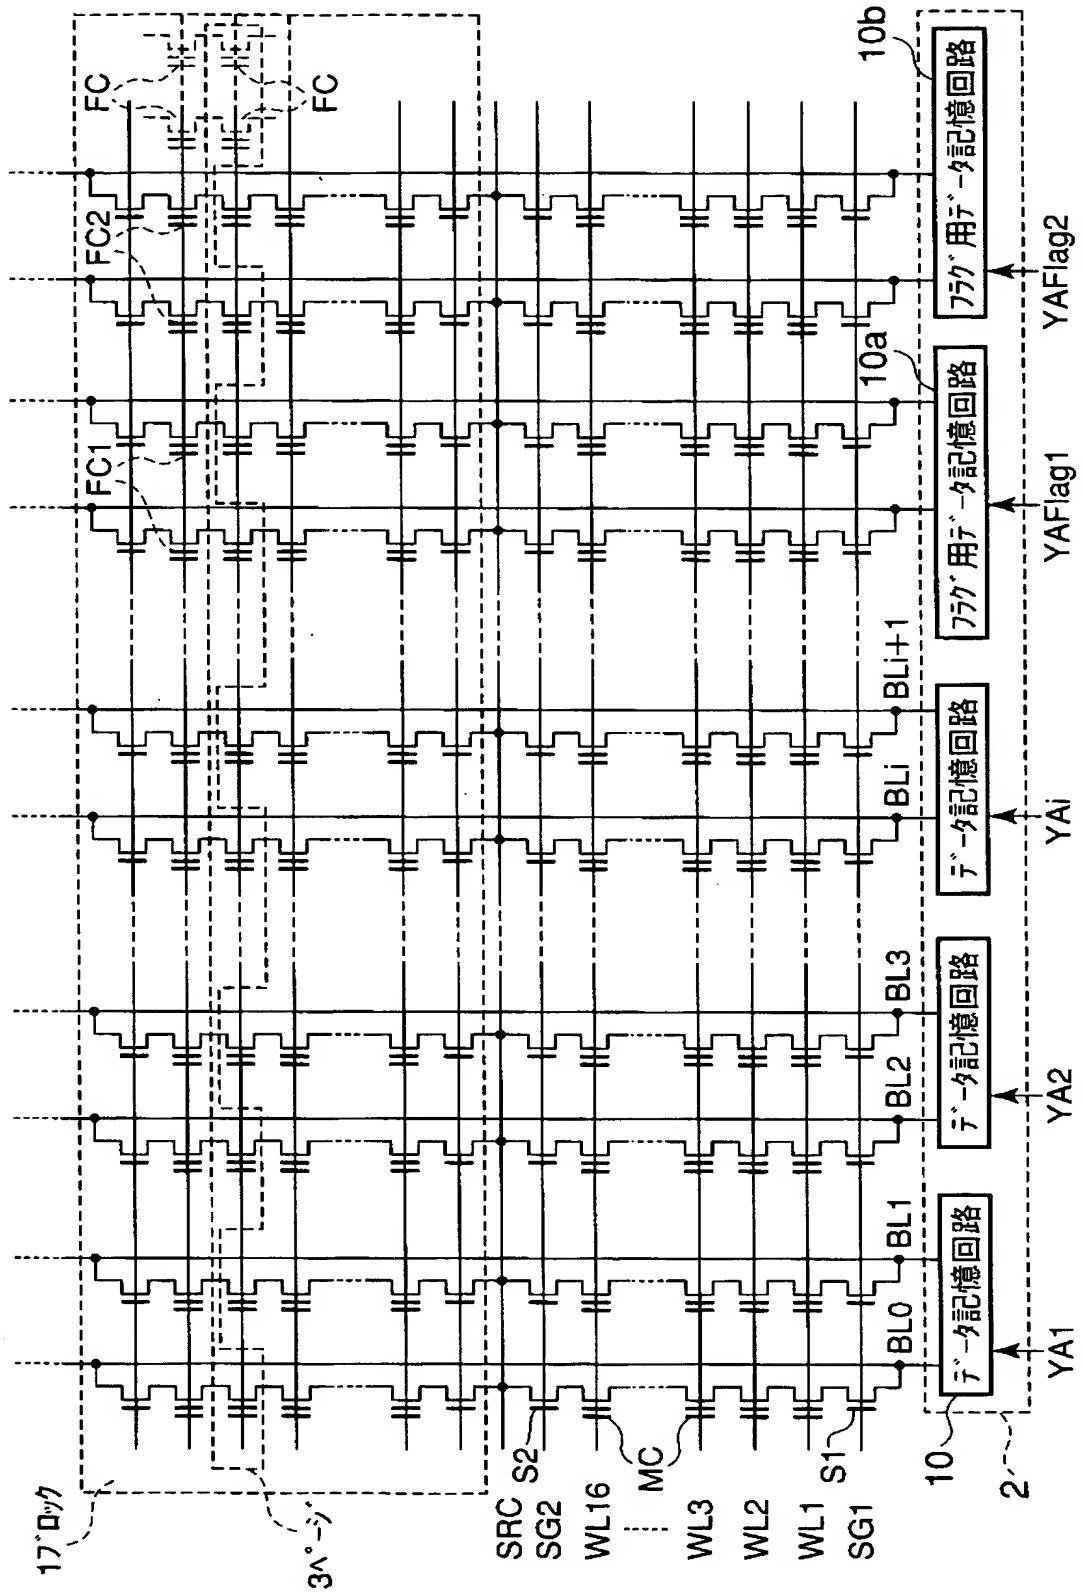 1ブロック
3ページ
FC
FC
FC2
FC1
SRC
SG2
S2
WL16
MC
WL3
WL2
WL1
SG1
S1
BL0
BL1
BL2
BL3
BLi
BLi+1
10
データ記憶回路
データ記憶回路
データ記憶回路
10a
フラグ用データ記憶回路
10b
フラグ用データ記憶回路
2
YA1
YA2
YAi
YAFlag1
YAFlag2